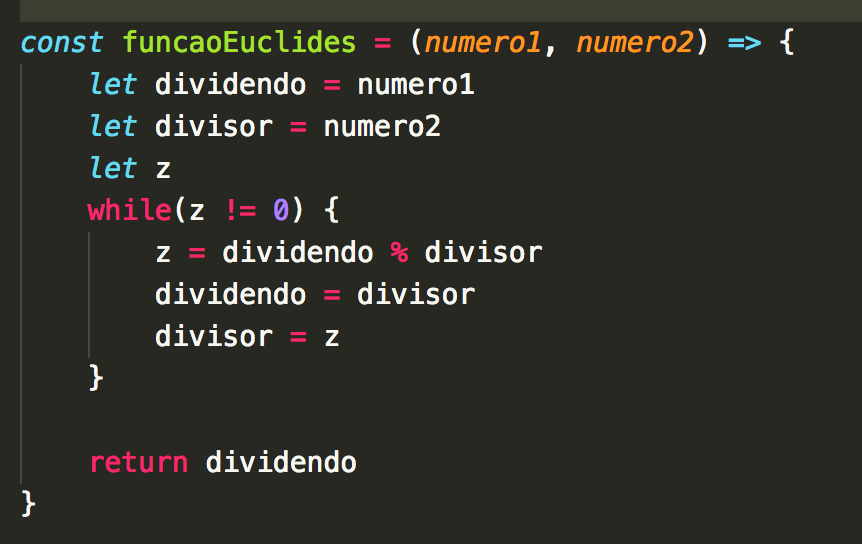 const funcaoEuclides = (numero1, numero2) => {
    let dividendo = numero1
    let divisor = numero2
    let z
    while(z != 0) {
        z = dividendo % divisor
        dividendo = divisor
        divisor = z
    }

    return dividendo
}